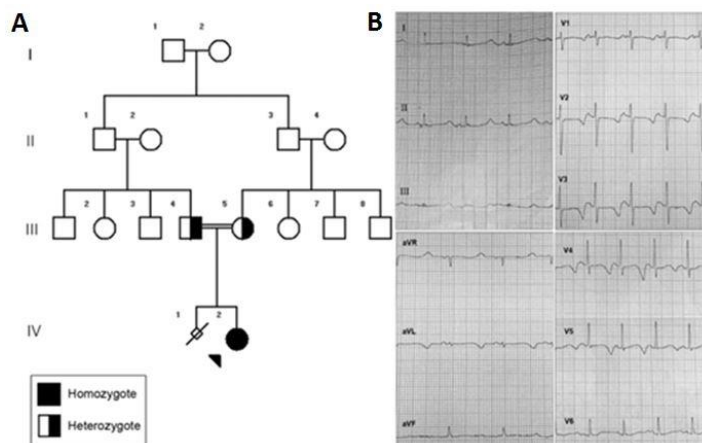 A
I
1 2
II
1 2 3 4
III
2 3 4 5 6 7 8
IV
1 2
Homozygote
Heterozygote
B
I
II
III
aVR
aVL
aVF
V1
V2
V3
V4
V5
V6